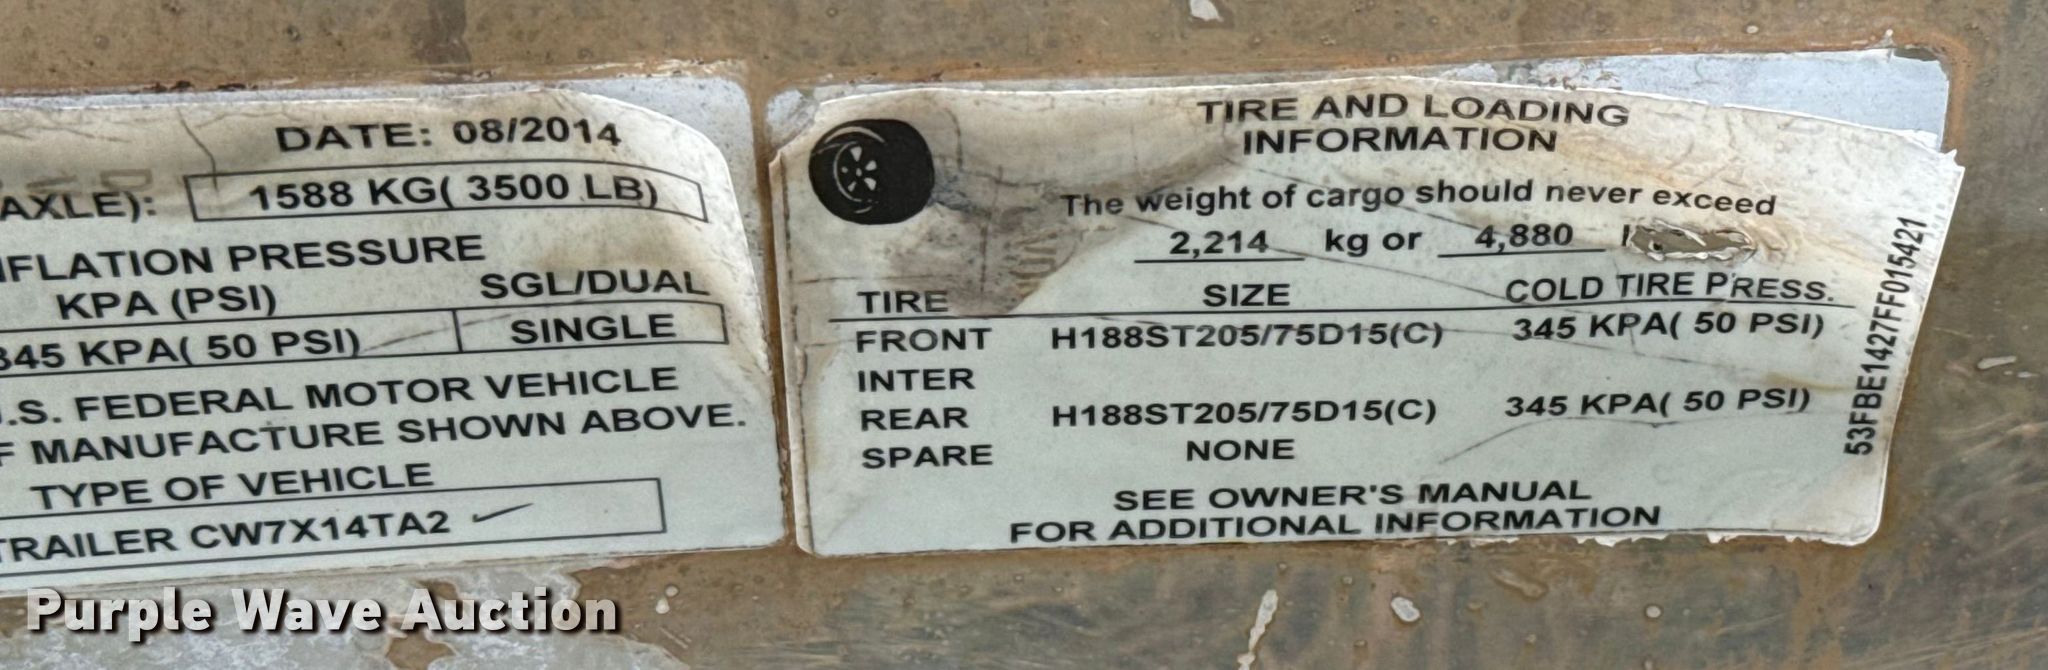 DATE: 08/2014
AXLE): 1588 KG( 3500 LB)
INFLATION PRESSURE
KPA (PSI) SGL/DUAL
345 KPA( 50 PSI) SINGLE
U.S. FEDERAL MOTOR VEHICLE
OF MANUFACTURE SHOWN ABOVE.
TYPE OF VEHICLE
TRAILER CW7X14TA2
TIRE AND LOADING
INFORMATION
The weight of cargo should never exceed
2,214 kg or 4,880
TIRE SIZE COLD TIRE PRESS.
FRONT H188ST205/75D15(C) 345 KPA( 50 PSI)
INTER
REAR H188ST205/75D15(C) 345 KPA( 50 PSI)
SPARE NONE
SEE OWNER'S MANUAL
FOR ADDITIONAL INFORMATION
53FBE1427FF015421
Purple Wave Auction